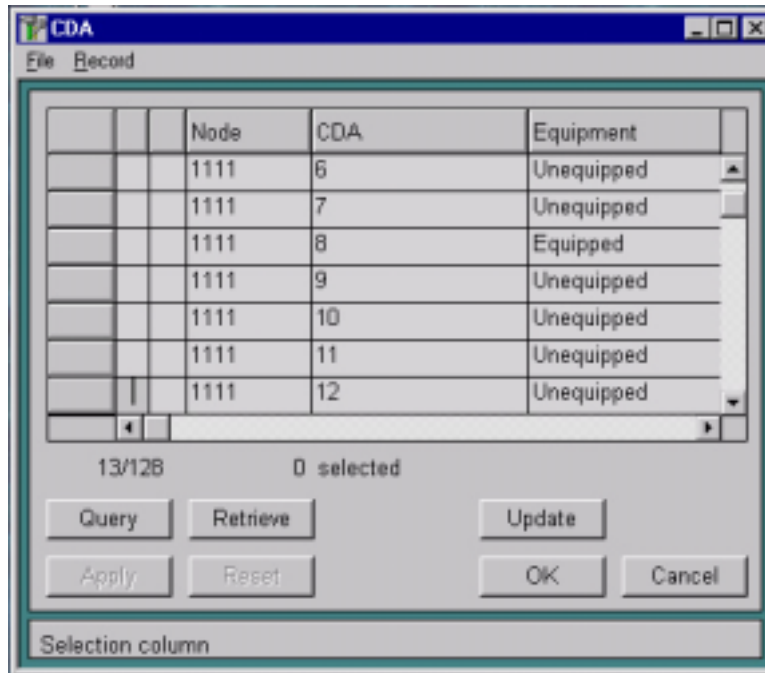 CDA
File Record
Node CDA Equipment
1111 6 Unequipped
1111 7 Unequipped
1111 8 Equipped
1111 9 Unequipped
1111 10 Unequipped
1111 11 Unequipped
1111 12 Unequipped
13/128 0 selected
Query Retrieve Update
Apply Reset OK Cancel
Selection column